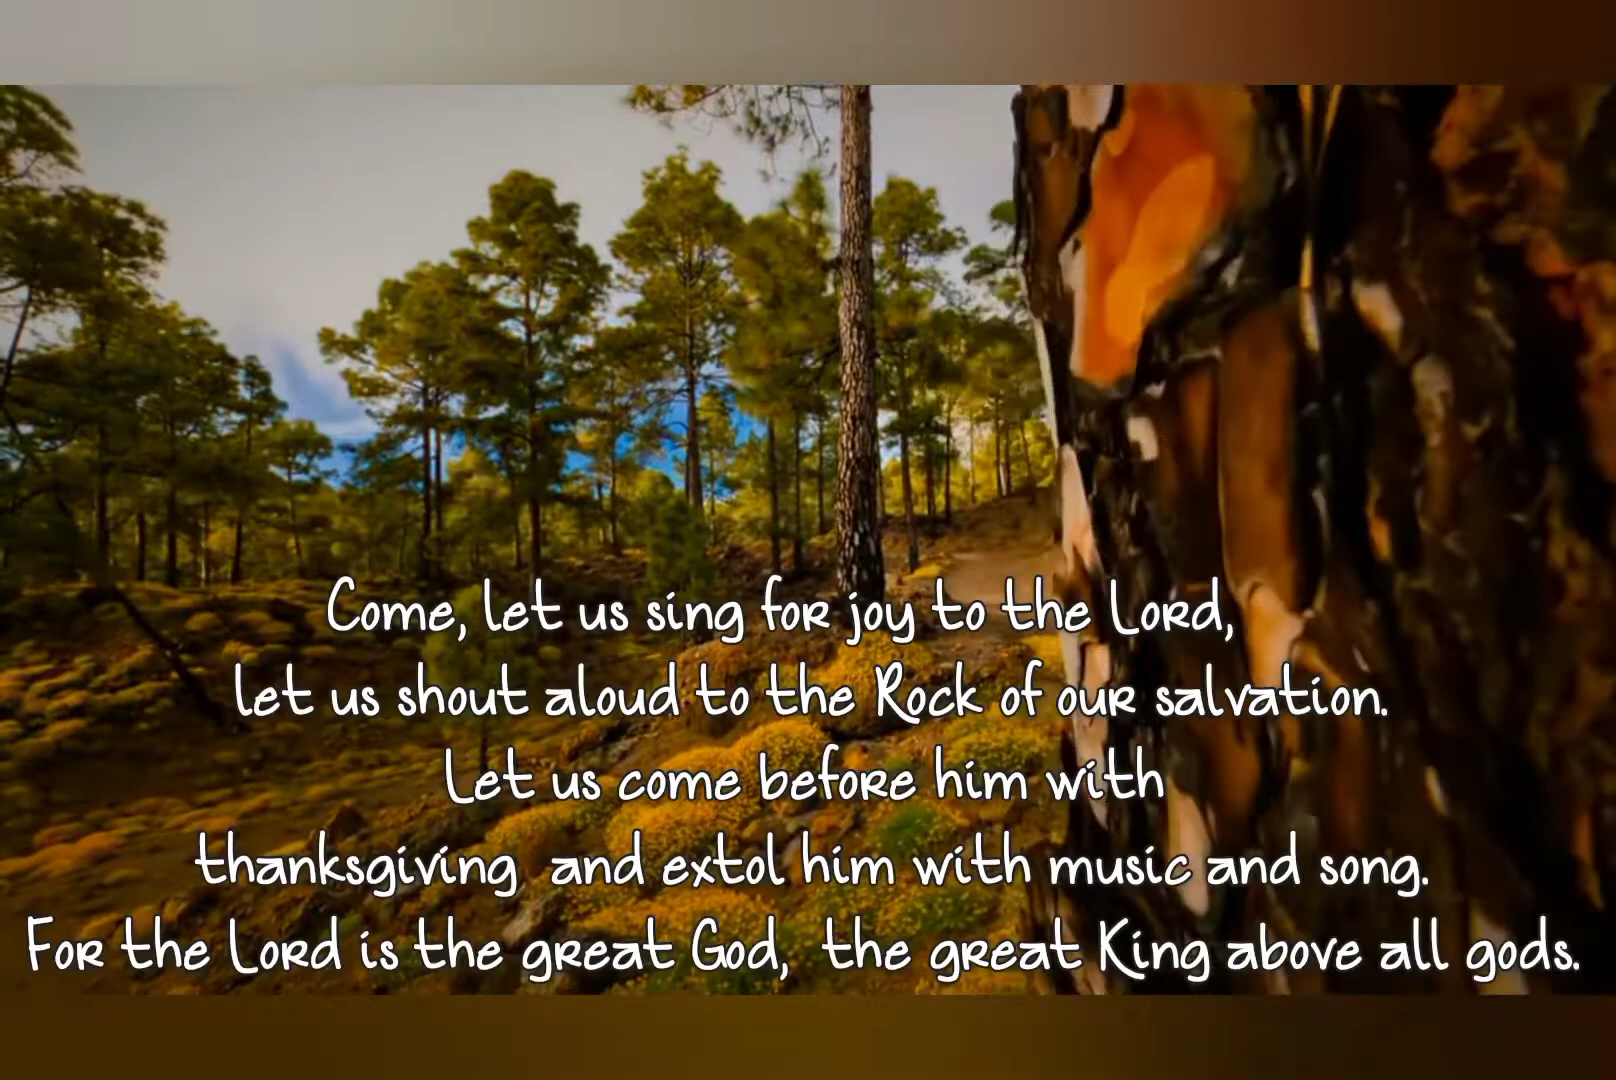 Come, let us sing for joy to the Lord,
let us shout aloud to the Rock of our salvation.
Let us come before him with
thanksgiving  and extol him with music and song.
For the Lord is the great God,  the great King above all gods.